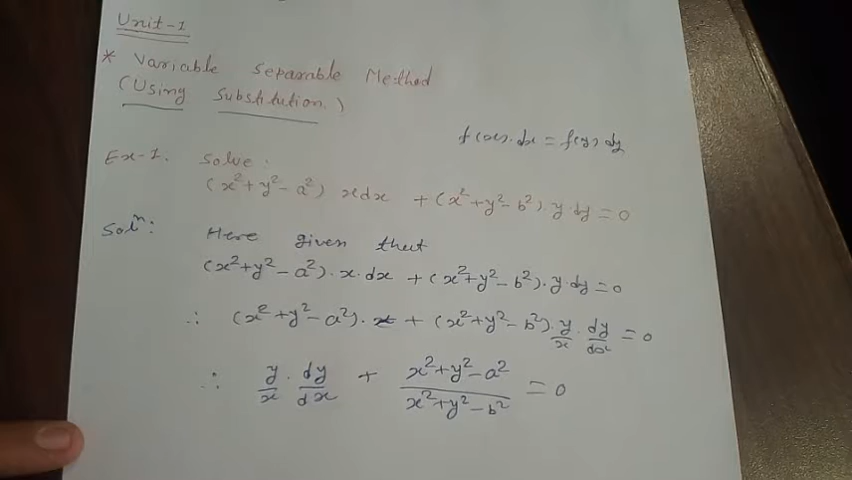 Unit-1
* Variable Separable Method
(Using Substitution.)
f(x).dx = f(y) dy
Ex-1. Solve.
(x²+y²-a²) xdx + (x²+y²-b²).y.dy = 0
Solⁿ: Here given that
(x²+y²-a²).x.dx + (x²+y²-b²).y.dy = 0
∴ (x²+y²-a²). + (x²+y²-b²).y/x . dy/dx = 0
∴ y/x . dy/dx + x²+y²-a²/x²+y²-b² = 0